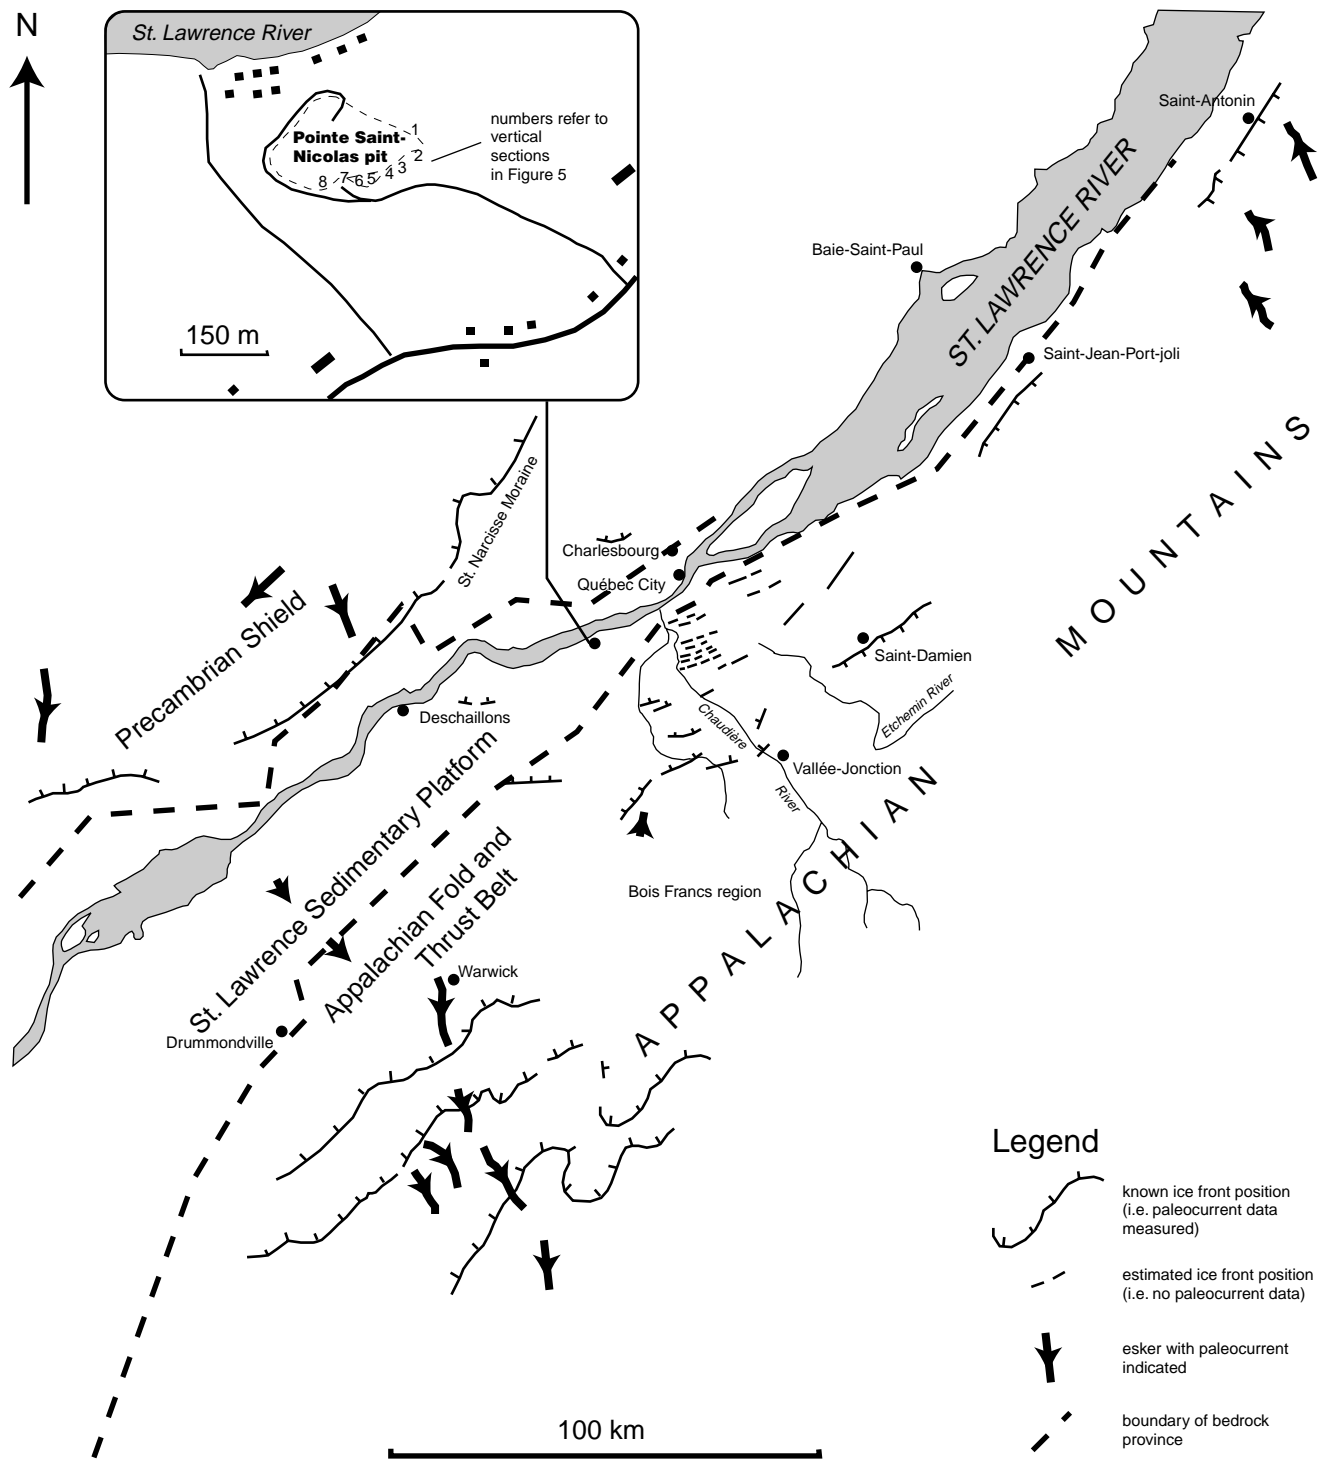 N
St. Lawrence River
Pointe Saint-
Nicolas pit
1
2
3
4
5
6
7
8
numbers refer to
vertical
sections
in Figure 5
150 m
Saint-Antonin
ST. LAWRENCE RIVER
Baie-Saint-Paul
Saint-Jean-Port-joli
St. Narcisse Moraine
Charlesbourg
Québec City
Precambrian Shield
Saint-Damien
Etchemin River
Deschaillons
Chaudière
River
Vallée-Jonction
St. Lawrence Sedimentary Platform
Appalachian Fold and
Thrust Belt
Bois Francs region
APPALACHIAN
MOUNTAINS
Warwick
Drummondville
Legend
known ice front position
(i.e. paleocurrent data
measured)
estimated ice front position
(i.e. no paleocurrent data)
esker with paleocurrent
indicated
boundary of bedrock
province
100 km